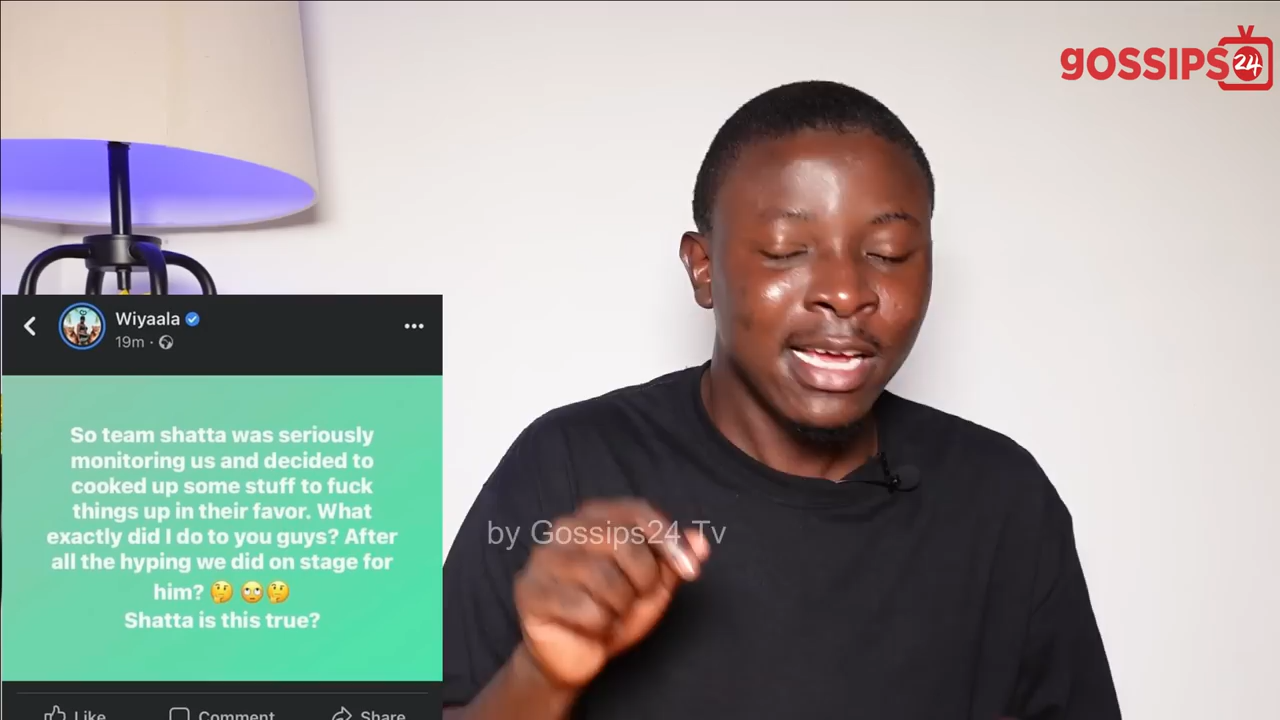 gOSSIPS24
Wiyaala
19m
So team shatta was seriously
monitoring us and decided to
cooked up some stuff to fuck
things up in their favor. What
exactly did I do to you guys? After
all the hyping we did on stage for
him? 🤔 🙄🤔
Shatta is this true?
Like Comment Share
by Gossips24 Tv